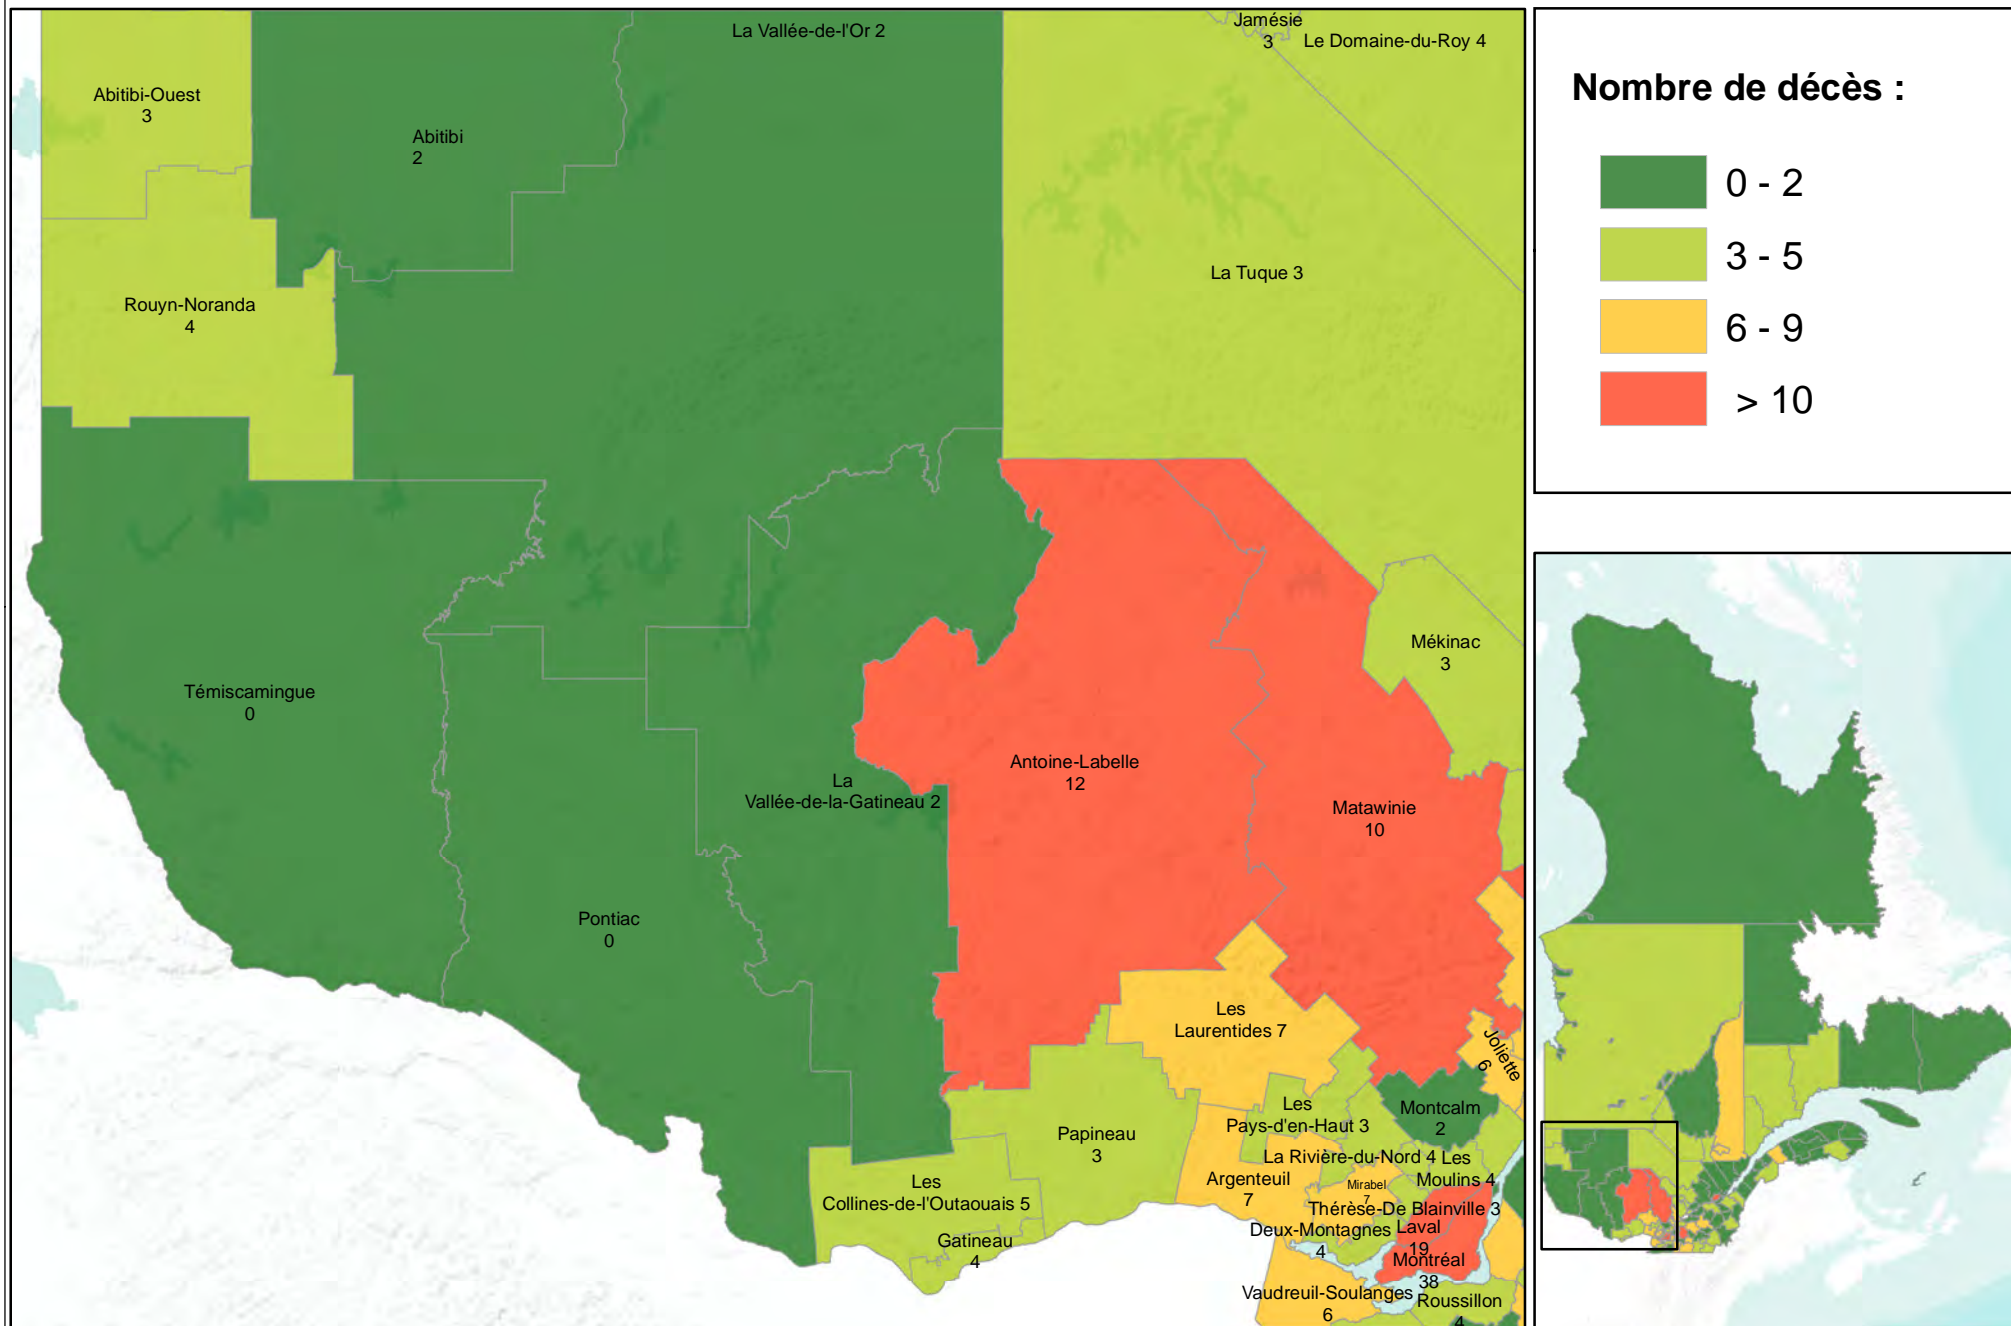 La Vallée-de-l'Or 2
Jamésie
3
Le Domaine-du-Roy 4
Abitibi-Ouest
3
Abitibi
2
La Tuque 3
Rouyn-Noranda
4
Mékinac
3
Témiscamingue
0
Antoine-Labelle
12
La
Vallée-de-la-Gatineau 2
Matawinie
10
Pontiac
0
Les
Laurentides 7
Joliette
6
Les
Pays-d'en-Haut 3
Montcalm
2
Papineau
3
La Rivière-du-Nord 4
Les
Moulins 4
Argenteuil
7
Mirabel
7
Les
Collines-de-l'Outaouais 5
Thérèse-De Blainville 3
Deux-Montagnes
4
Laval
19
Gatineau
4
Montréal
38
Vaudreuil-Soulanges
6
Roussillon
4
Nombre de décès :
0 - 2
3 - 5
6 - 9
> 10